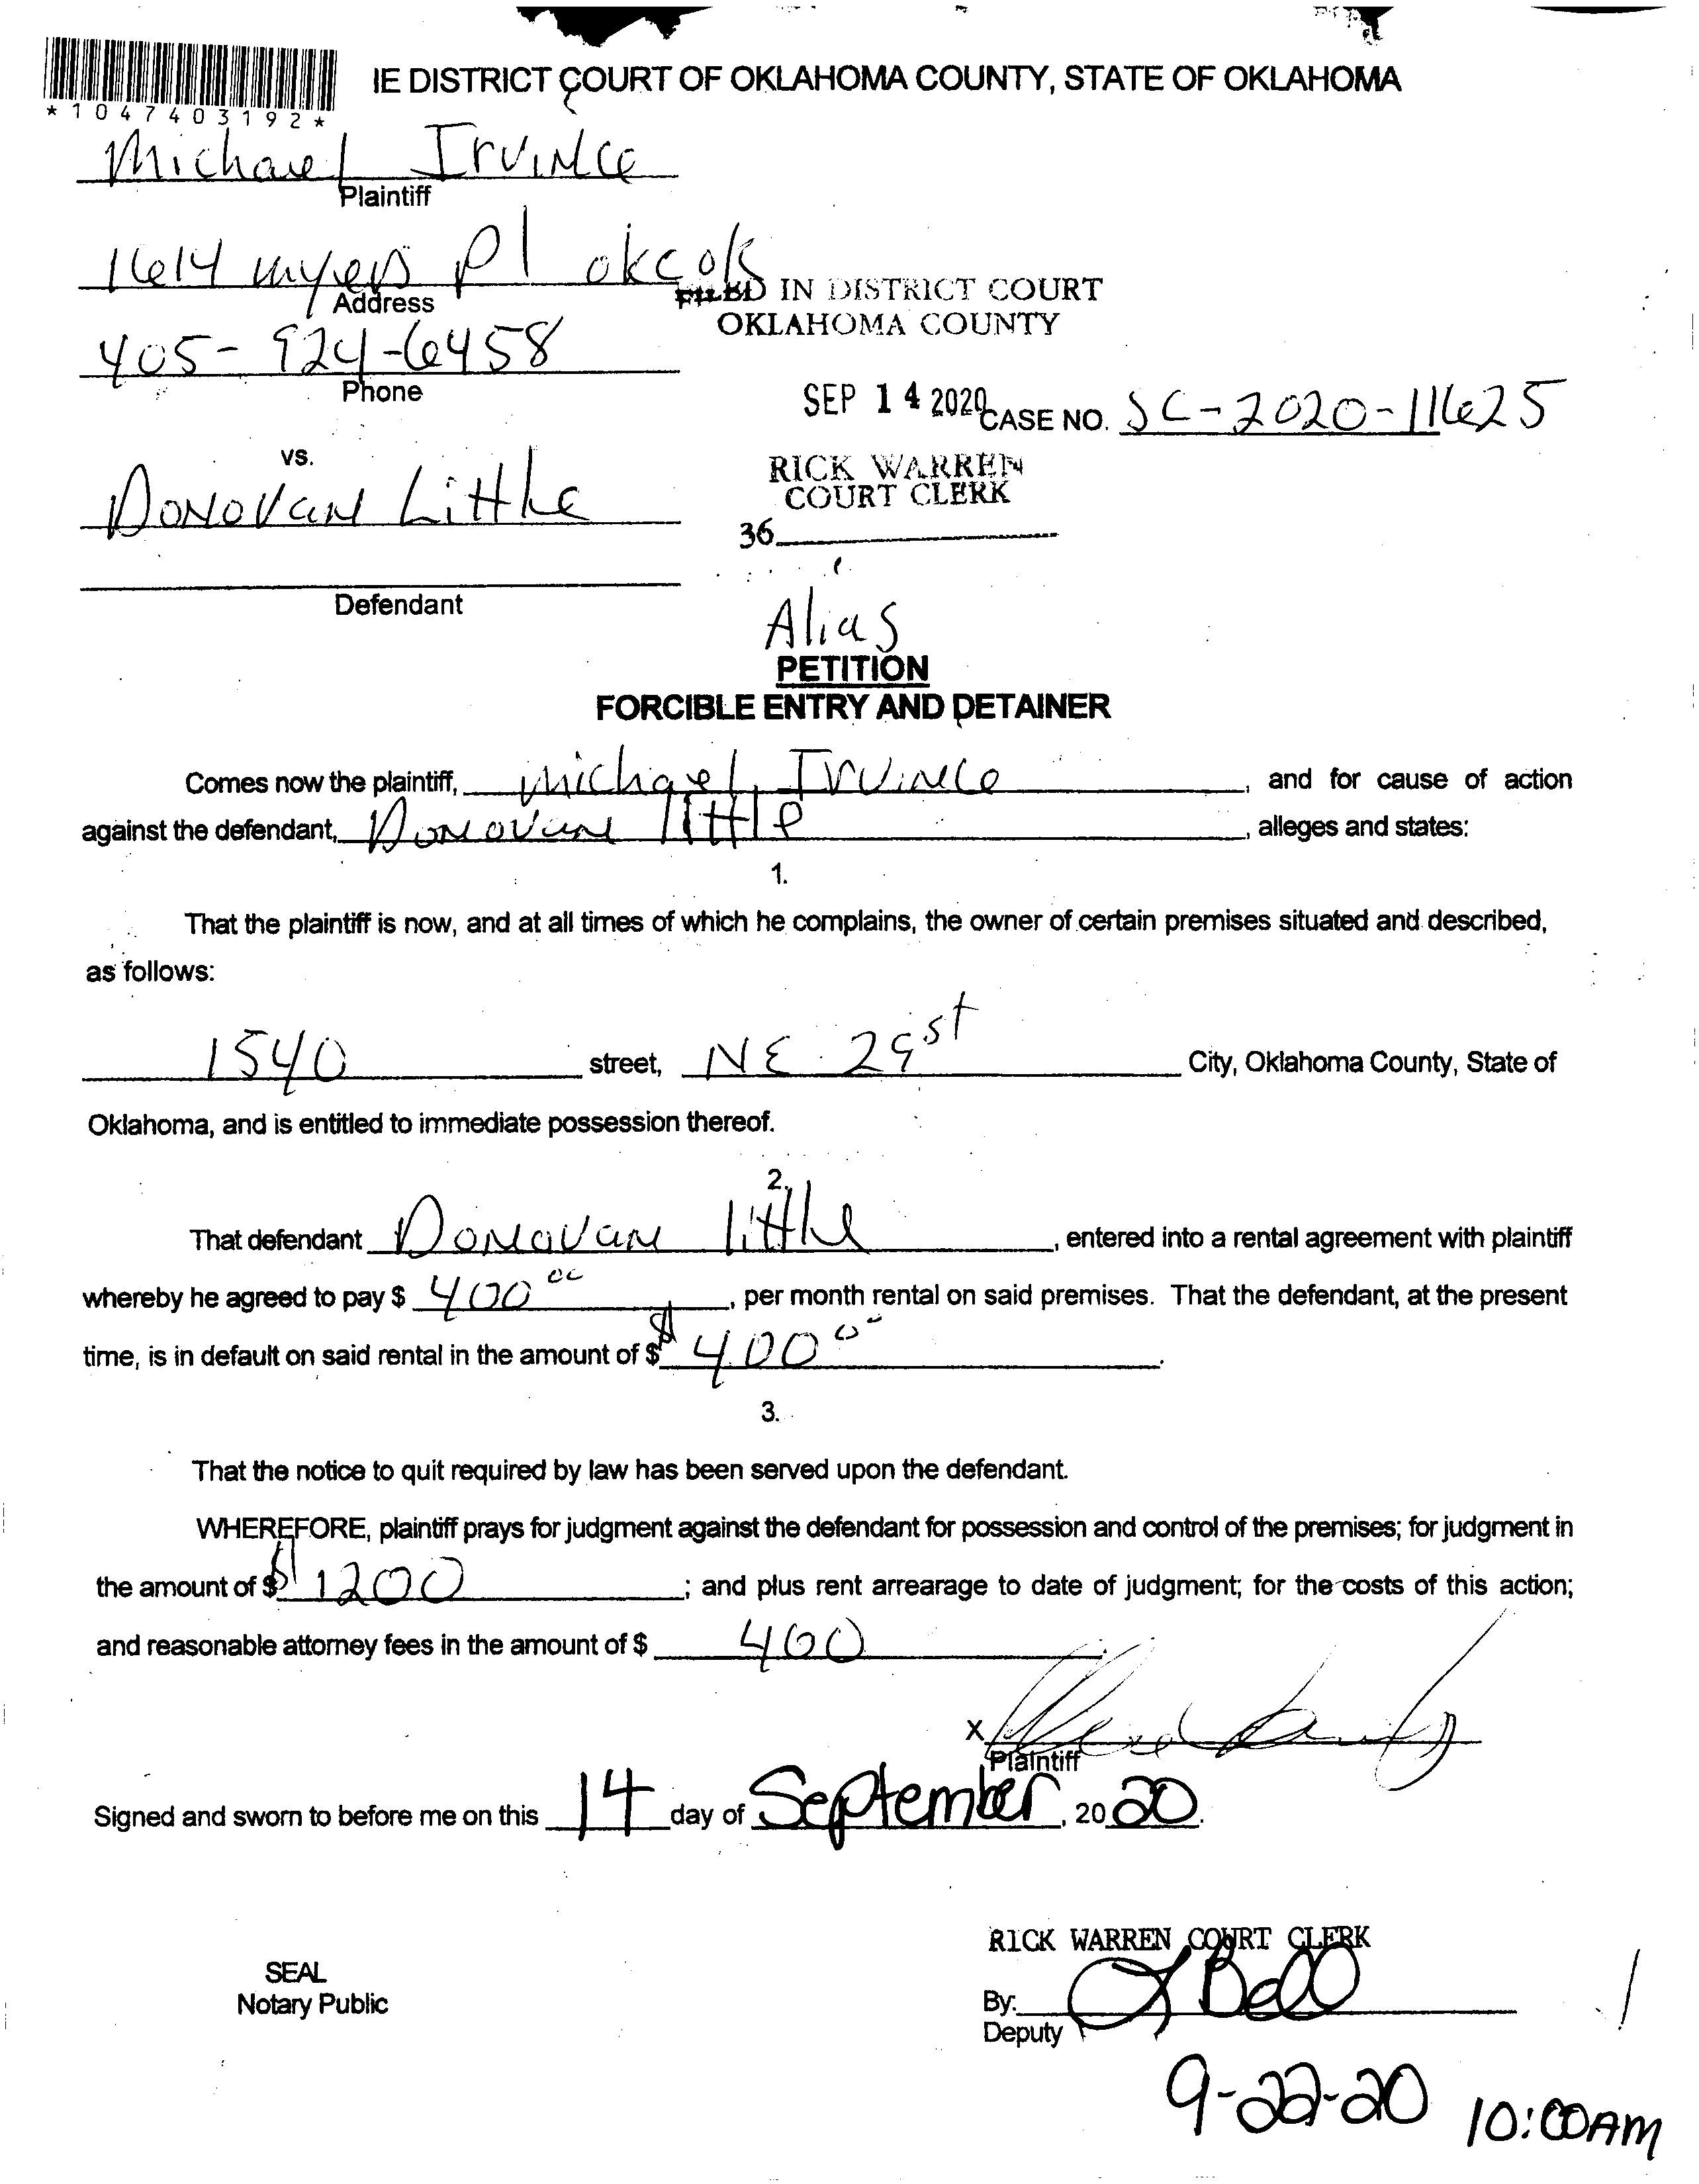 IE DISTRICT COURT OF OKLAHOMA COUNTY, STATE OF OKLAHOMA
*1047403192*
Michael Irvince
Plaintiff
1614 myers Pl okc ok
Address
FILED IN DISTRICT COURT
OKLAHOMA COUNTY
405-924-6458
Phone
SEP 14 2020
CASE NO. SC-2020-11625
vs.
RICK WARREN
COURT CLERK
Donovan Little
36
Defendant
Alias
PETITION
FORCIBLE ENTRY AND DETAINER
Comes now the plaintiff, michael Irvince, and for cause of action
against the defendant, Donovan little, alleges and states:
1.
That the plaintiff is now, and at all times of which he complains, the owner of certain premises situated and described,
as follows:
1540 street, NE 29st City, Oklahoma County, State of
Oklahoma, and is entitled to immediate possession thereof.
2.
That defendant Donovan little, entered into a rental agreement with plaintiff
whereby he agreed to pay $ 400 00, per month rental on said premises. That the defendant, at the present
time, is in default on said rental in the amount of $ $400 00.
3.
That the notice to quit required by law has been served upon the defendant.
WHEREFORE, plaintiff prays for judgment against the defendant for possession and control of the premises; for judgment in
the amount of $ $1200; and plus rent arrearage to date of judgment; for the costs of this action;
and reasonable attorney fees in the amount of $ 400.
X
Plaintiff
Signed and sworn to before me on this 14 day of September, 2020.
RICK WARREN COURT CLERK
SEAL
Notary Public
By: L Bell
Deputy
9-22-20 10:00AM